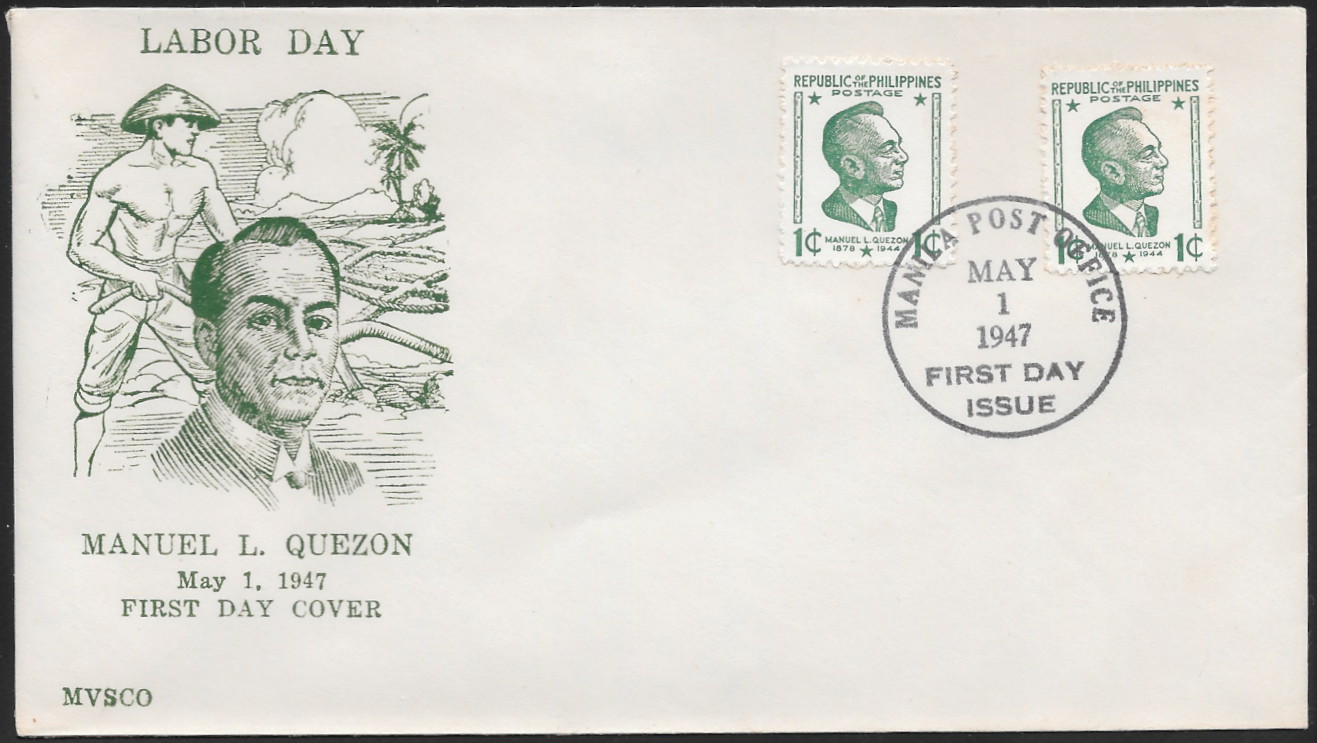 LABOR DAY
MANUEL L. QUEZON
May 1, 1947
FIRST DAY COVER
MVSCO
REPUBLIC OF THE PHILIPPINES
POSTAGE
1¢ MANUEL L. QUEZON 1¢
1878 ★ 1944
REPUBLIC OF THE PHILIPPINES
POSTAGE
1¢ MANUEL L. QUEZON 1¢
1878 ★ 1944
MANILA POST OFFICE
MAY
1
1947
FIRST DAY
ISSUE